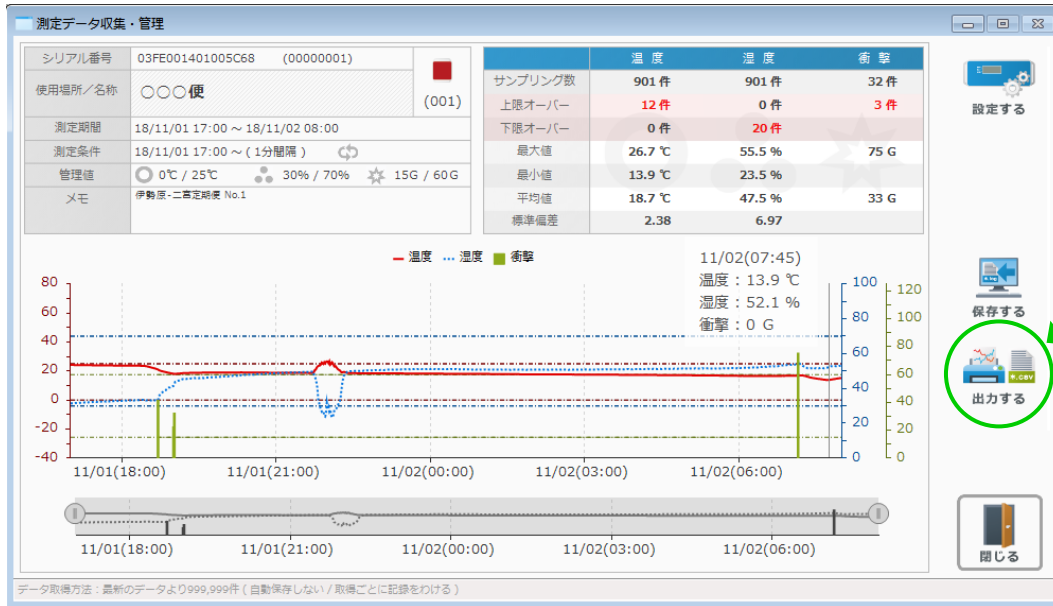 測定データ収集・管理
シリアル番号 03FE001401005C68 (00000001)
使用場所／名称 〇〇〇便
(001)
測定期間 18/11/01 17:00 ～ 18/11/02 08:00
測定条件 18/11/01 17:00 ～ ( 1分間隔 )
管理値 0℃ / 25℃ 30% / 70% 15G / 60G
メモ 伊勢原-二宮定期便 No.1
温 度 湿 度 衝 撃
サンプリング数 901 件 901 件 32 件
上限オーバー 12 件 0 件 3 件
下限オーバー 0 件 20 件
最大値 26.7 ℃ 55.5 % 75 G
最小値 13.9 ℃ 23.5 %
平均値 18.7 ℃ 47.5 % 33 G
標準偏差 2.38 6.97
設定する
温度 湿度 衝撃
11/02(07:45)
温度：13.9 ℃
湿度：52.1 %
衝撃：0 G
80
60
40
20
0
-20
-40
100
80
60
40
20
0
120
100
80
60
40
20
0
11/01(18:00) 11/01(21:00) 11/02(00:00) 11/02(03:00) 11/02(06:00)
保存する
*.csv
出力する
11/01(18:00) 11/01(21:00) 11/02(00:00) 11/02(03:00) 11/02(06:00)
閉じる
データ取得方法：最新のデータより999,999件 ( 自動保存しない / 取得ごとに記録をわける )